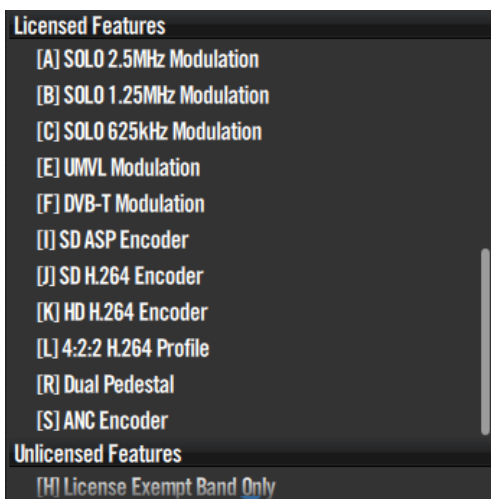 Licensed Features
[A] SOLO 2.5MHz Modulation
[B] SOLO 1.25MHz Modulation
[C] SOLO 625kHz Modulation
[E] UMVL Modulation
[F] DVB-T Modulation
[I] SD ASP Encoder
[J] SD H.264 Encoder
[K] HD H.264 Encoder
[L] 4:2:2 H.264 Profile
[R] Dual Pedestal
[S] ANC Encoder
Unlicensed Features
[H] License Exempt Band Only